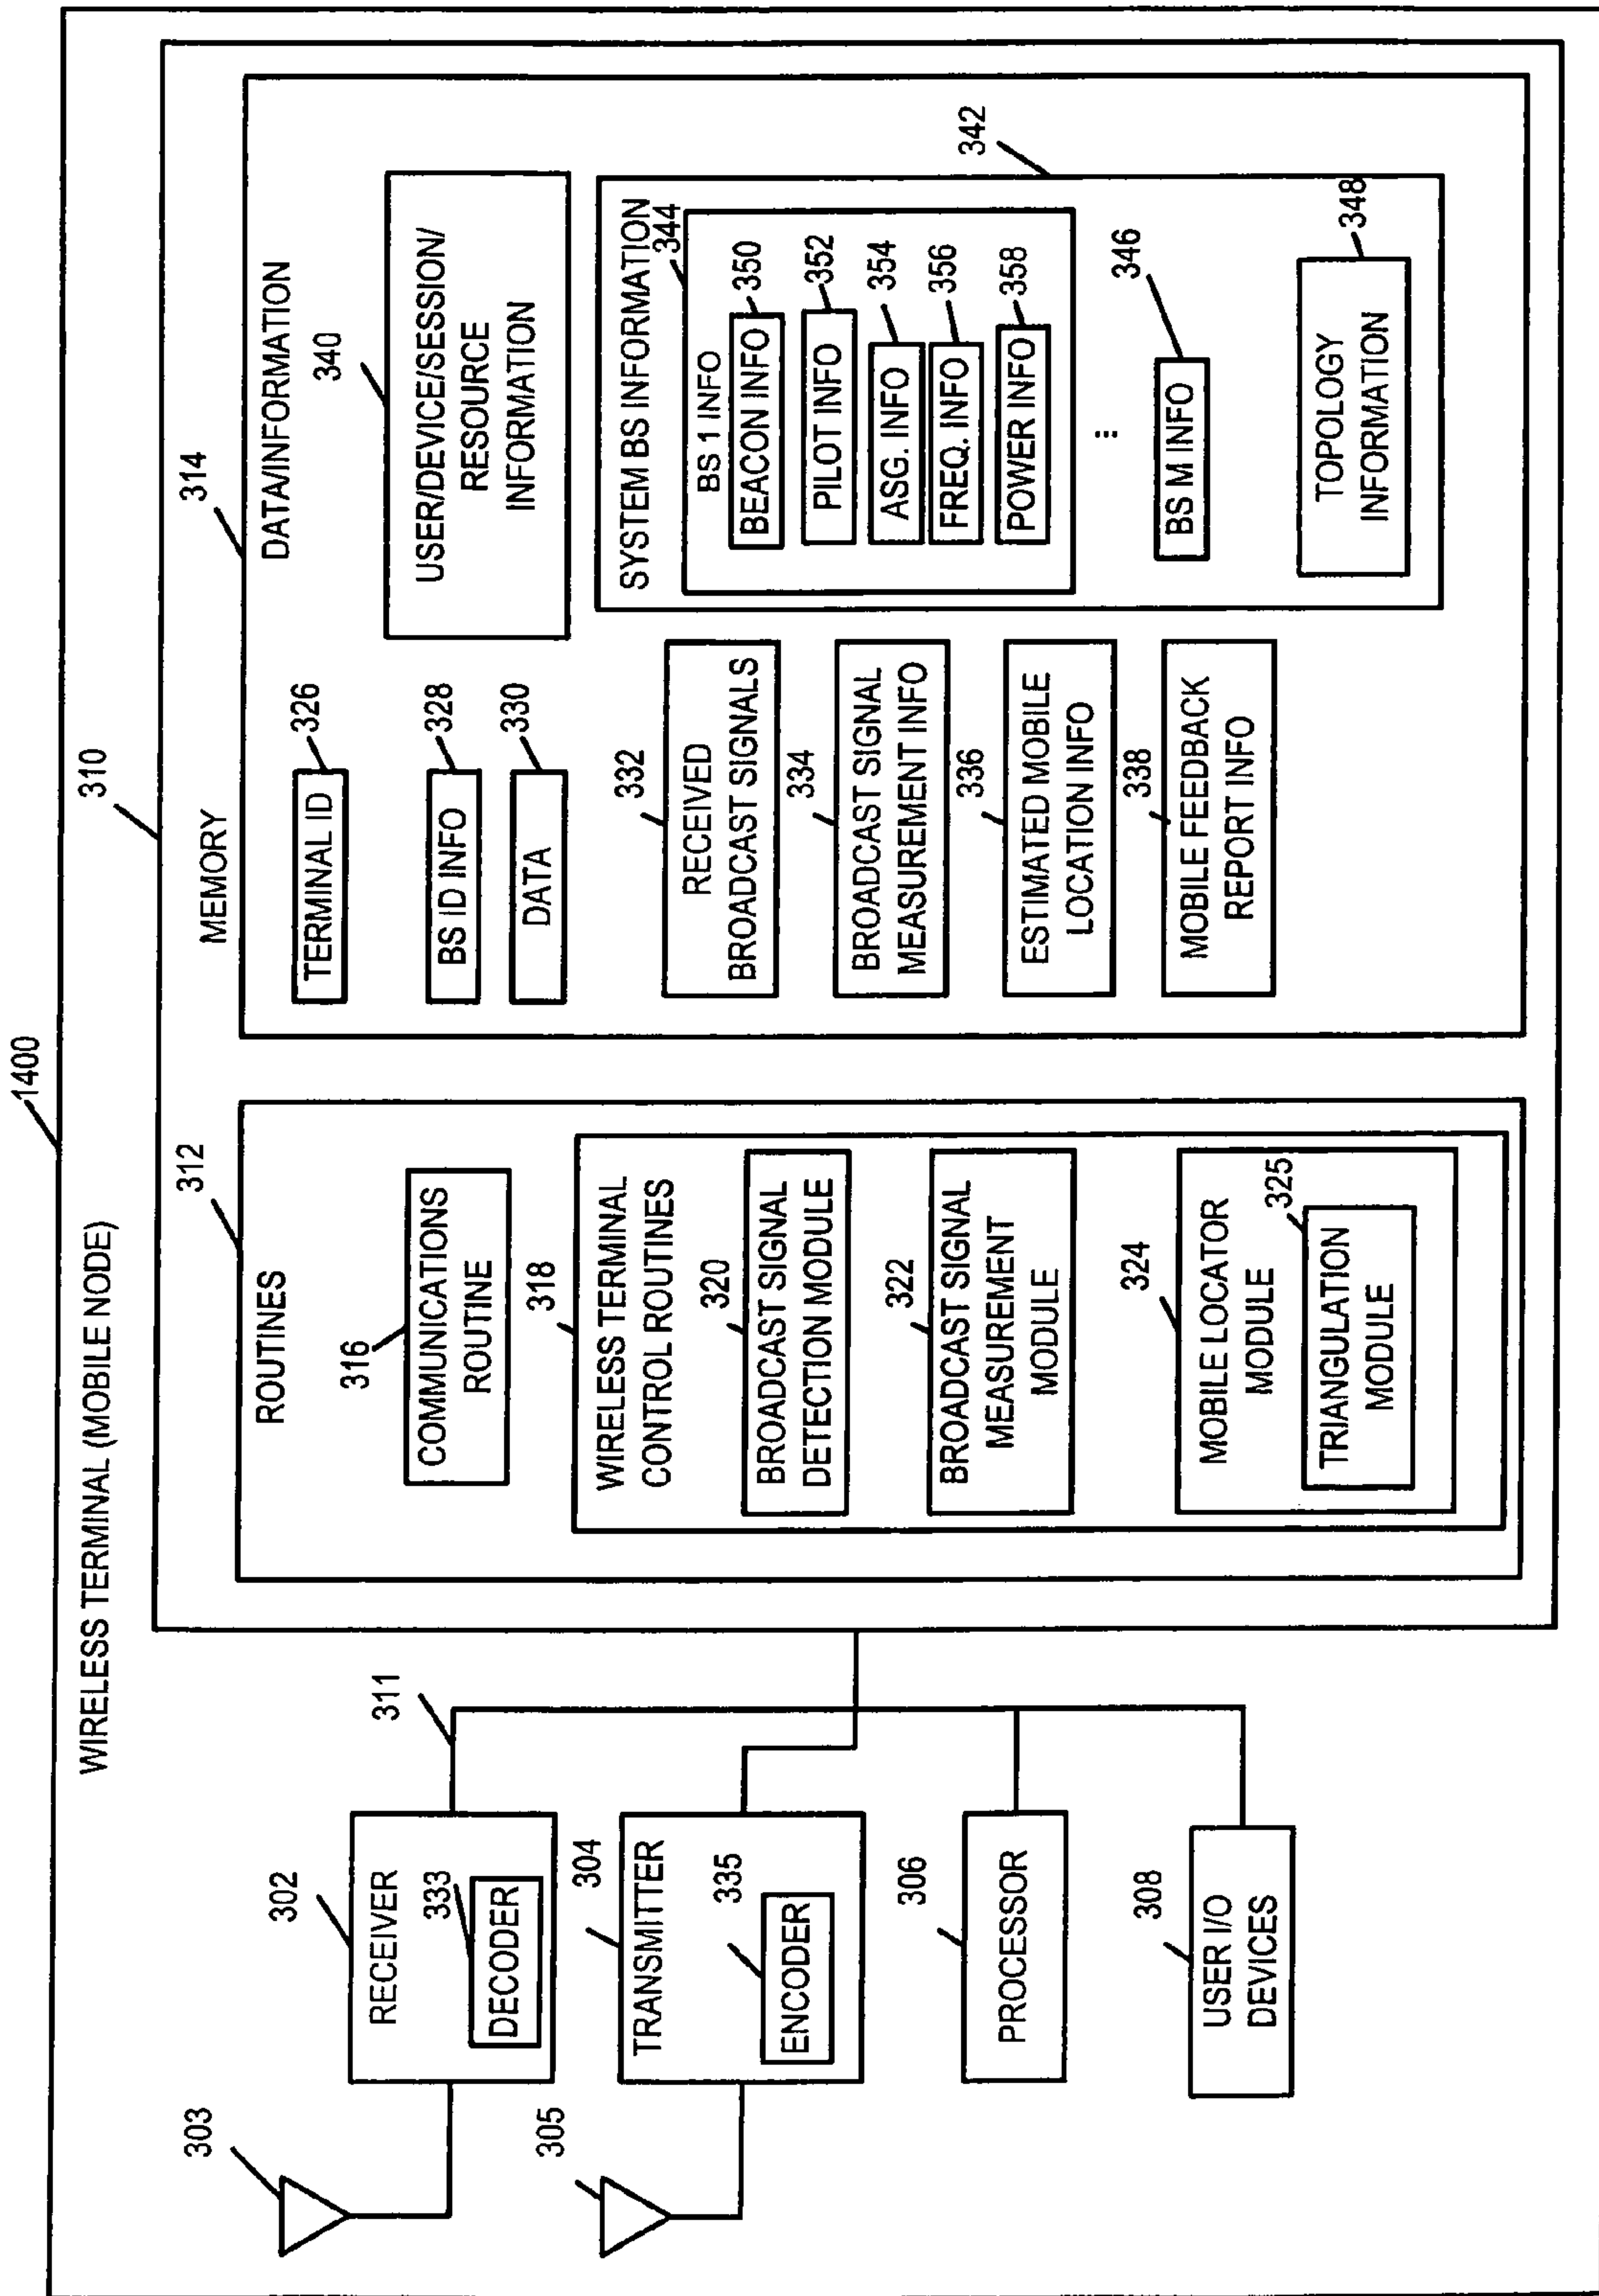 1400
WIRELESS TERMINAL (MOBILE NODE)
303
302
RECEIVER
333
DECODER
305
304
TRANSMITTER
335
ENCODER
306
PROCESSOR
308
USER I/O
DEVICES
311
310
MEMORY
312
ROUTINES
316
COMMUNICATIONS
ROUTINE
318
WIRELESS TERMINAL
CONTROL ROUTINES
320
BROADCAST SIGNAL
DETECTION MODULE
322
BROADCAST SIGNAL
MEASUREMENT
MODULE
324
MOBILE LOCATOR
MODULE
325
TRIANGULATION
MODULE
314
DATA/INFORMATION
326
TERMINAL ID
328
BS ID INFO
330
DATA
332
RECEIVED
BROADCAST SIGNALS
334
BROADCAST SIGNAL
MEASUREMENT INFO
336
ESTIMATED MOBILE
LOCATION INFO
338
MOBILE FEEDBACK
REPORT INFO
340
USER/DEVICE/SESSION/
RESOURCE
INFORMATION
342
SYSTEM BS INFORMATION
344
BS 1 INFO
BEACON INFO
350
PILOT INFO
352
ASG. INFO
354
FREQ. INFO
356
POWER INFO
358
...
346
BS M INFO
348
TOPOLOGY
INFORMATION